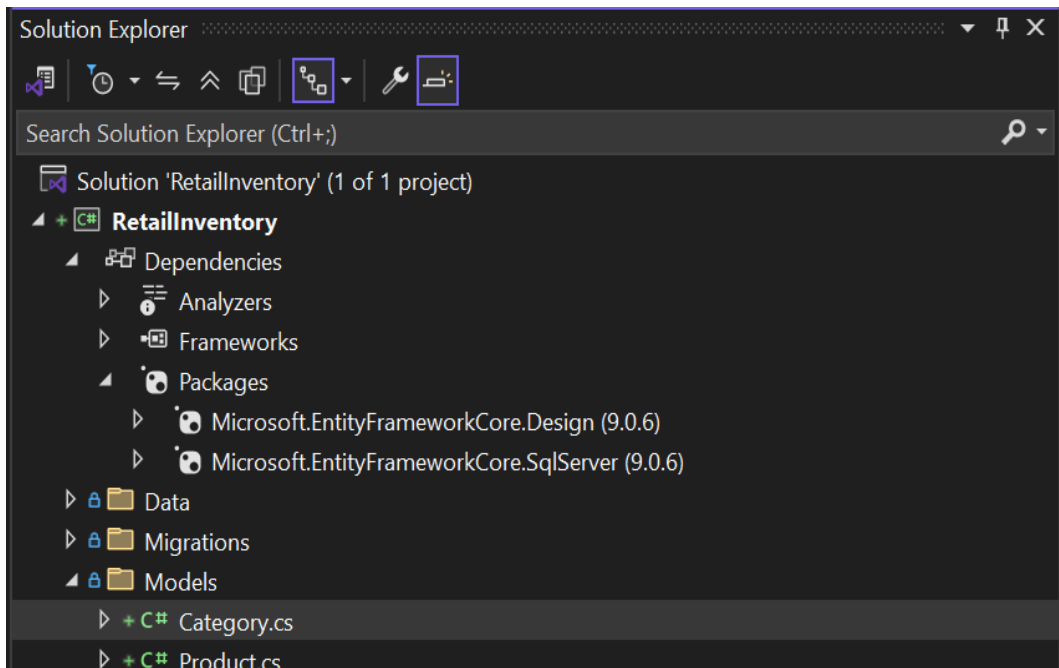 Solution Explorer
Search Solution Explorer (Ctrl+;)
Solution 'RetailInventory' (1 of 1 project)
+ C# RetailInventory
Dependencies
Analyzers
Frameworks
Packages
Microsoft.EntityFrameworkCore.Design (9.0.6)
Microsoft.EntityFrameworkCore.SqlServer (9.0.6)
Data
Migrations
Models
+ C# Category.cs
+ C# Product.cs